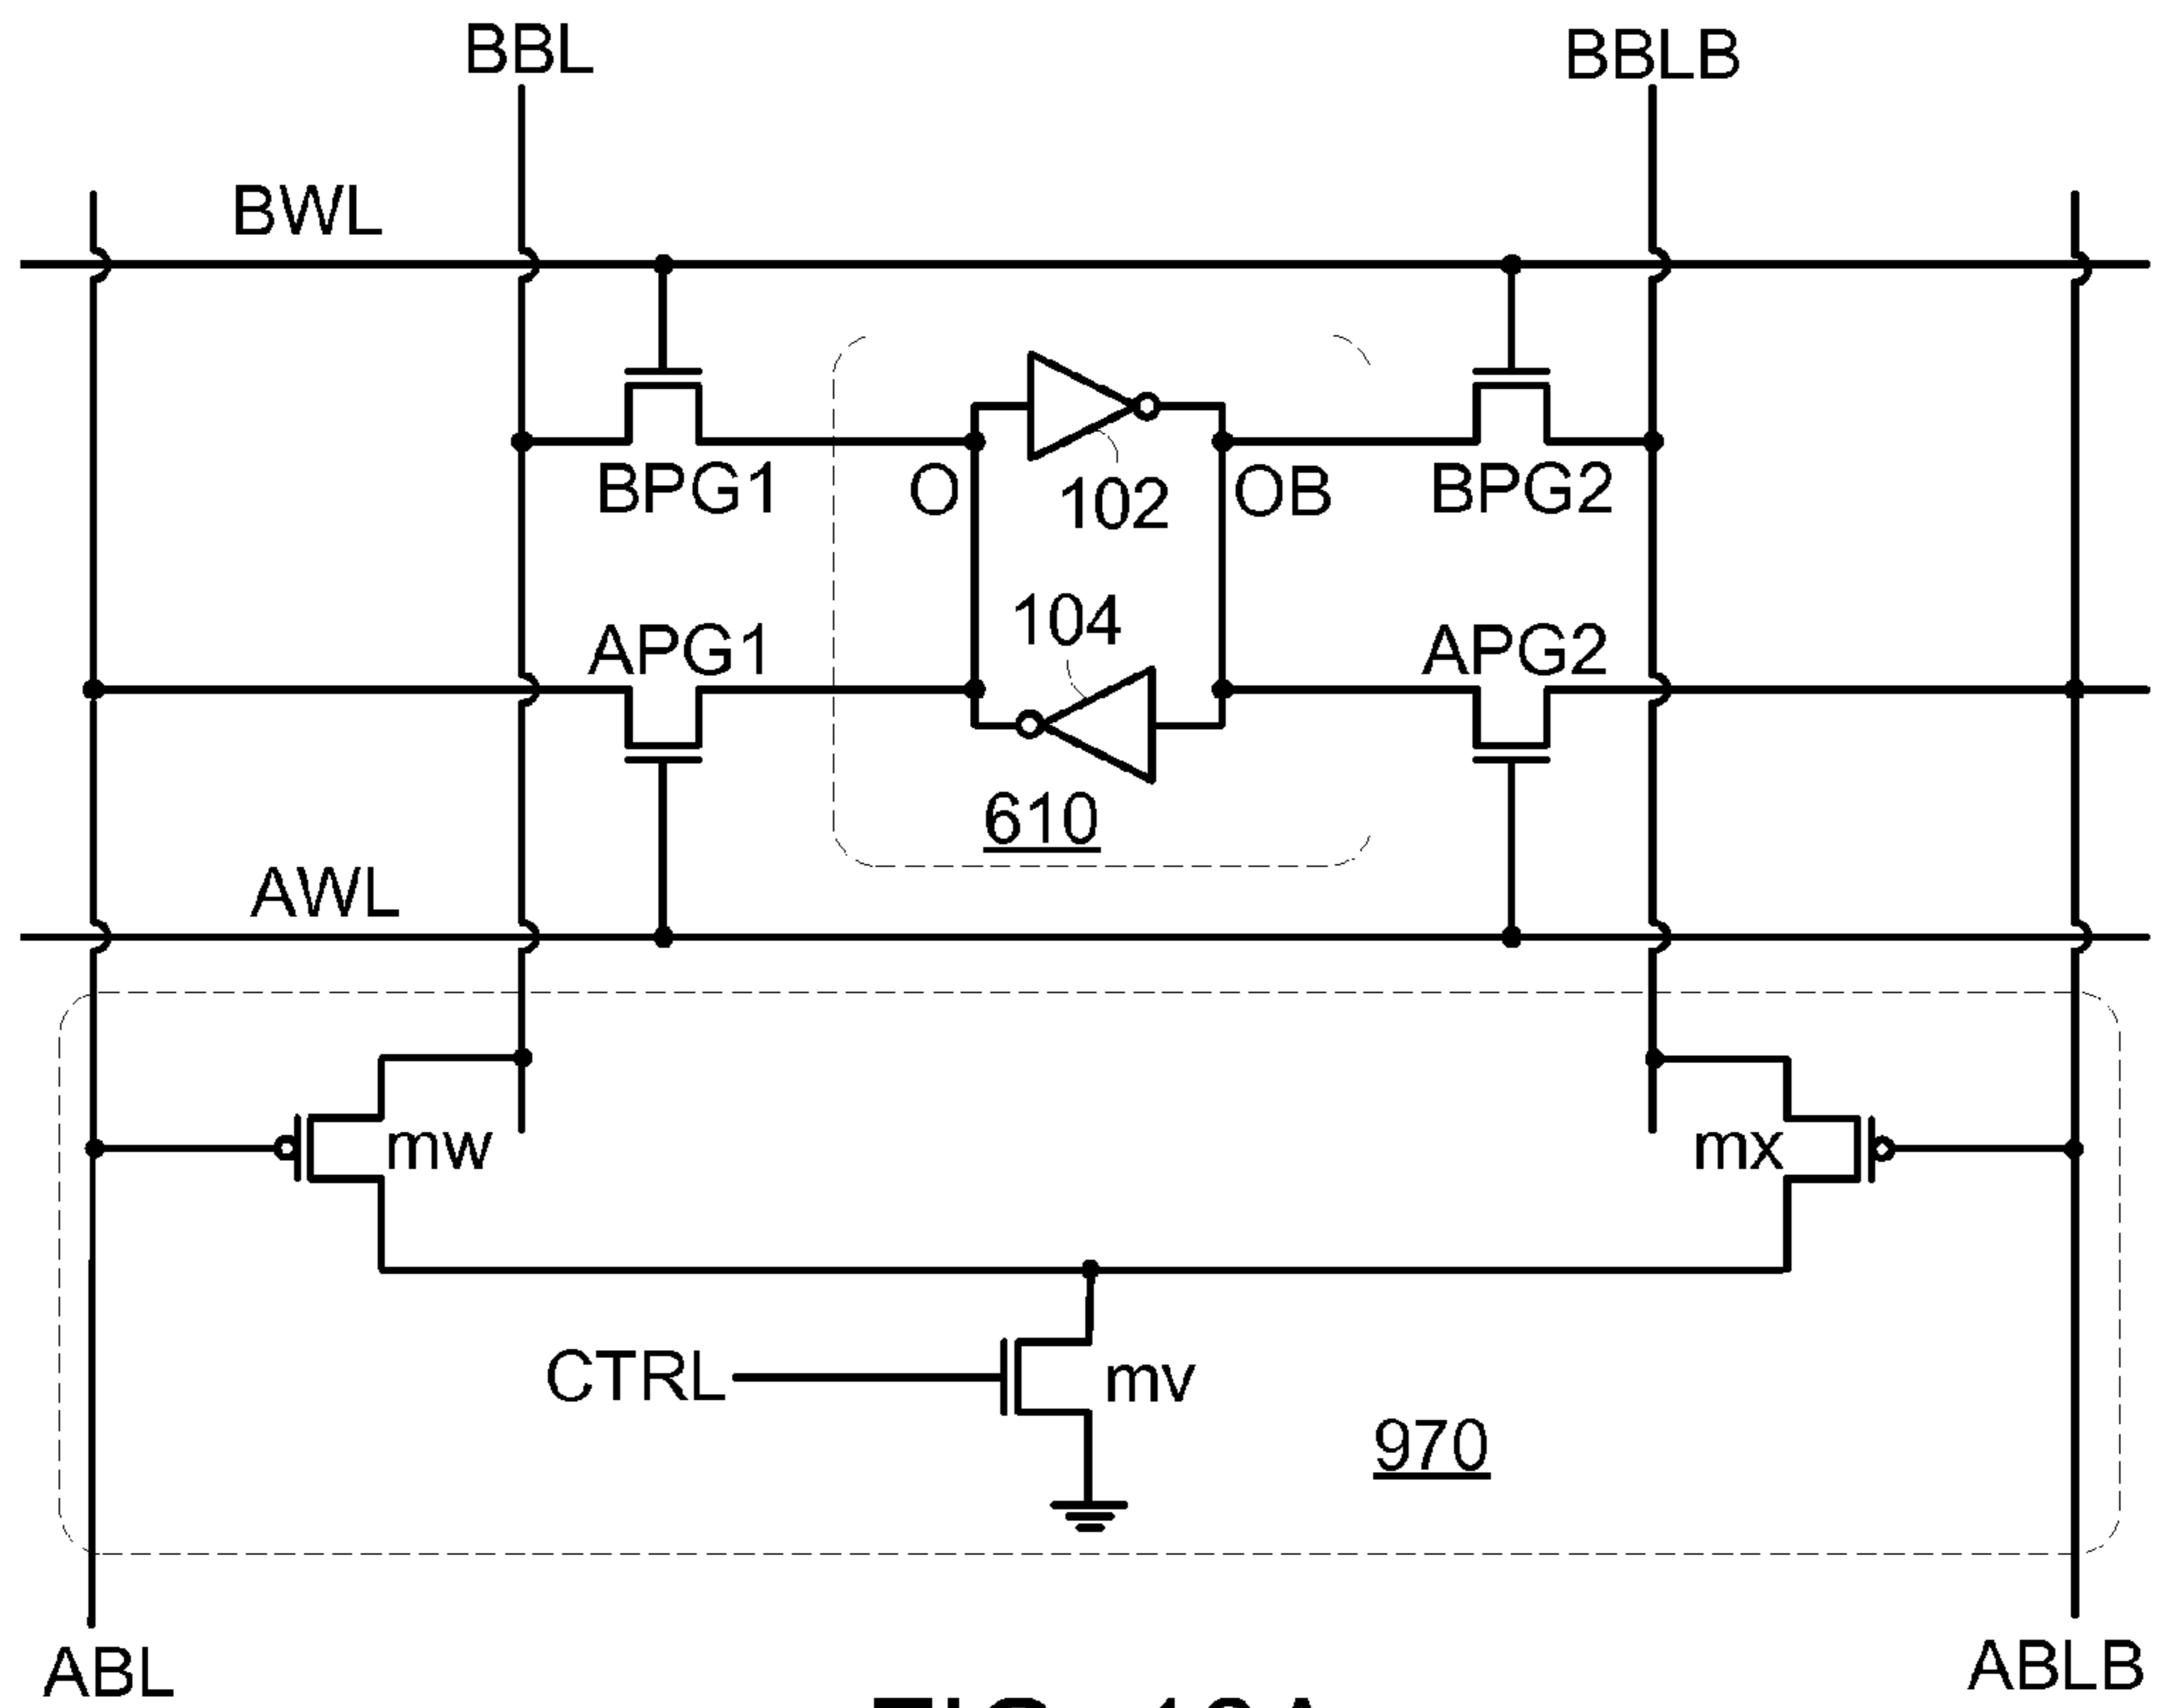 BBL
BBLB
BWL
BPG1
O
102
OB
BPG2
104
APG1
APG2
610
AWL
mw
mx
CTRL
mv
970
ABL
ABLB